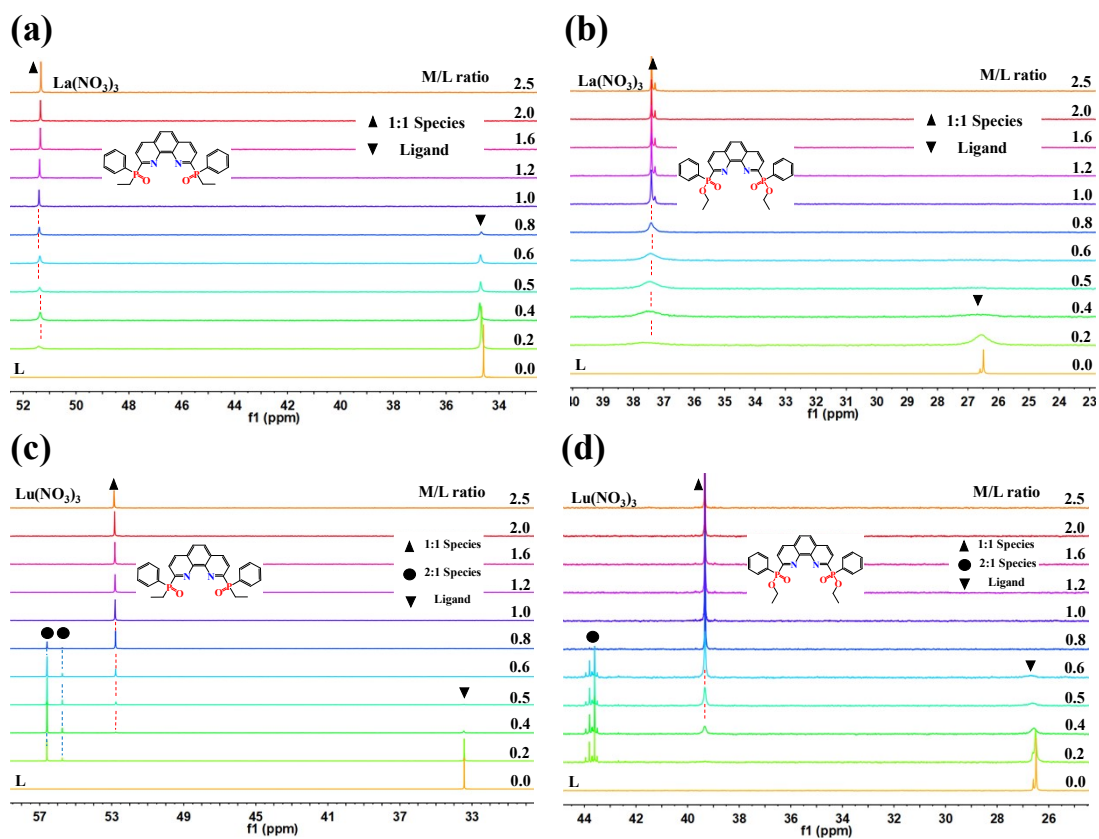 (a)
La(NO3)3
M/L ratio
2.5
2.0
▲ 1:1 Species
1.6
▼ Ligand
1.2
1.0
0.8
0.6
0.5
0.4
0.2
L 0.0
N N
P P
O O
52 50 48 46 44 42 40 38 36 34
f1 (ppm)
(b)
La(NO3)3
M/L ratio
2.5
2.0
▲ 1:1 Species
1.6
▼ Ligand
1.2
1.0
0.8
0.6
0.5
0.4
0.2
L 0.0
N N
P P
O O
O O
40 39 38 37 36 35 34 33 32 31 30 29 28 27 26 25 24 23
f1 (ppm)
(c)
Lu(NO3)3
M/L ratio
2.5
2.0
▲ 1:1 Species
1.6
● 2:1 Species
1.2
▼ Ligand
1.0
0.8
0.6
0.5
0.4
0.2
L 0.0
N N
P P
O O
57 55 53 51 49 47 45 43 41 39 37 35 33
f1 (ppm)
(d)
Lu(NO3)3
M/L ratio
2.5
2.0
▲ 1:1 Species
1.6
● 2:1 Species
1.2
▼ Ligand
1.0
0.8
0.6
0.5
0.4
0.2
L 0.0
N N
P P
O O
O O
44 42 40 38 36 34 32 30 28 26
f1 (ppm)